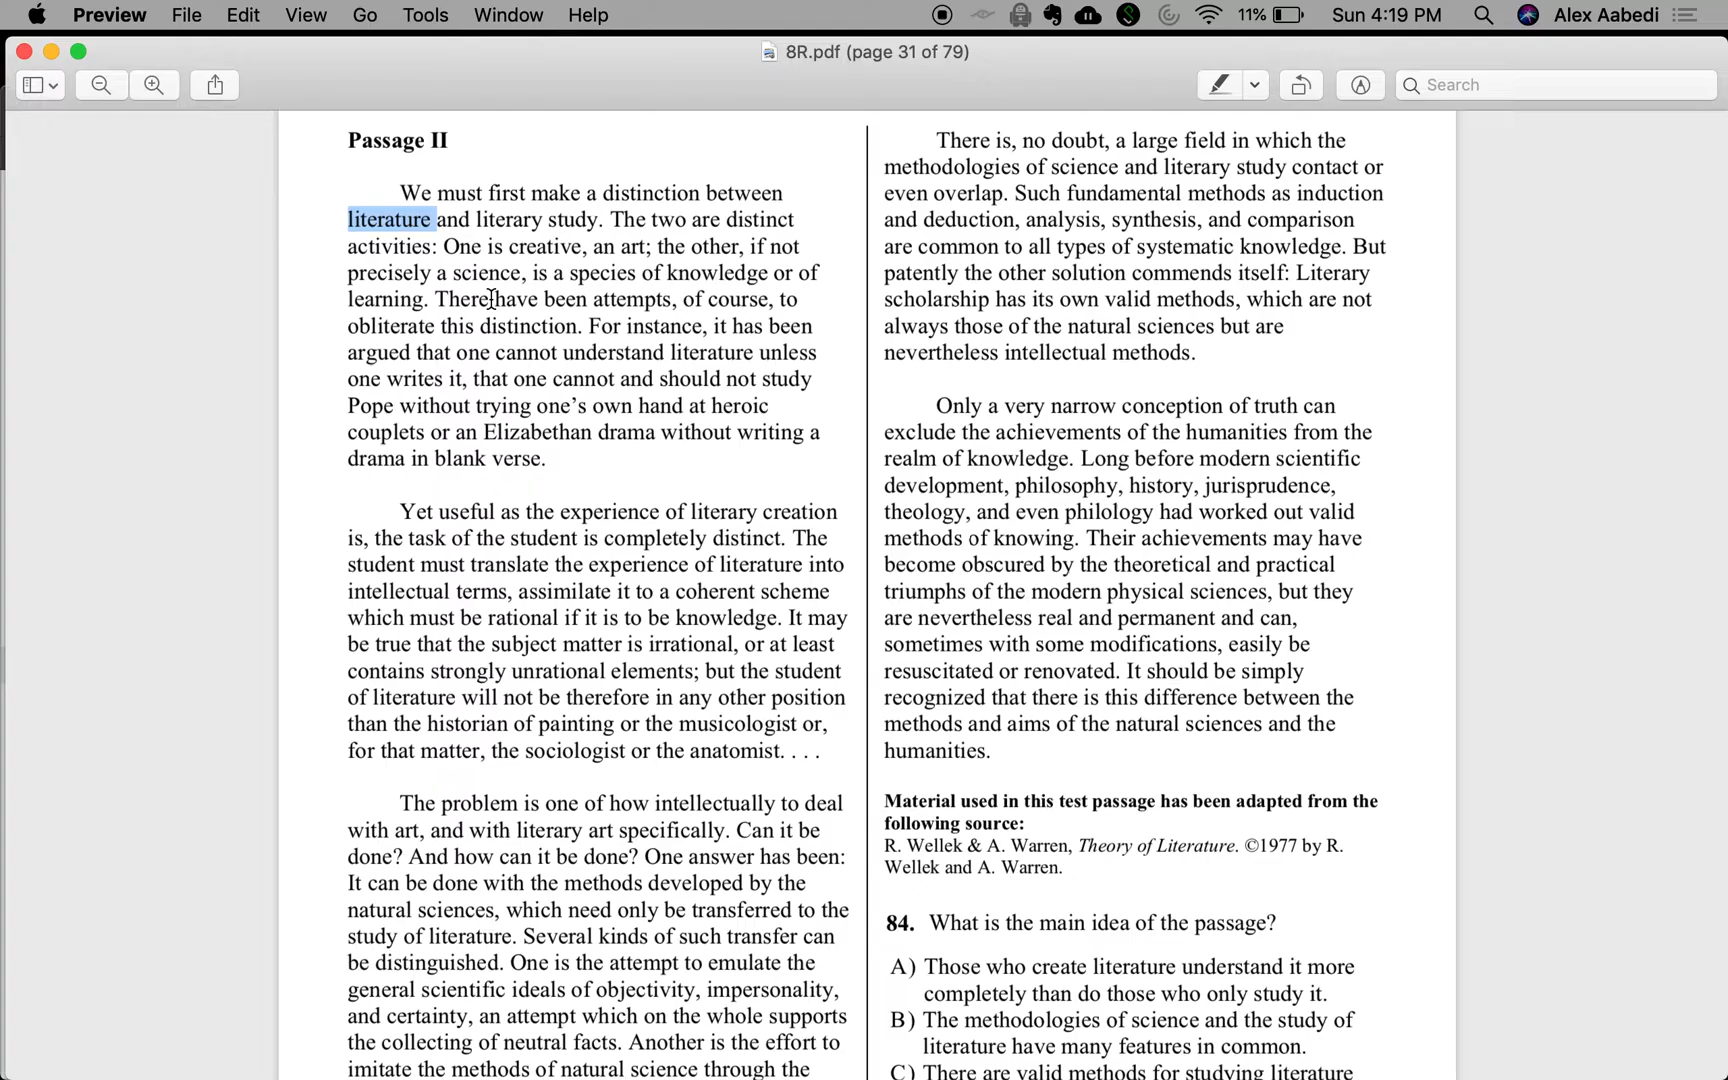 Preview File Edit View Go Tools Window Help 11% Sun 4:19 PM Alex Aabedi
8R.pdf (page 31 of 79)
Search
Passage II
We must first make a distinction between
literature and literary study. The two are distinct
activities: One is creative, an art; the other, if not
precisely a science, is a species of knowledge or of
learning. There have been attempts, of course, to
obliterate this distinction. For instance, it has been
argued that one cannot understand literature unless
one writes it, that one cannot and should not study
Pope without trying one’s own hand at heroic
couplets or an Elizabethan drama without writing a
drama in blank verse.
Yet useful as the experience of literary creation
is, the task of the student is completely distinct. The
student must translate the experience of literature into
intellectual terms, assimilate it to a coherent scheme
which must be rational if it is to be knowledge. It may
be true that the subject matter is irrational, or at least
contains strongly unrational elements; but the student
of literature will not be therefore in any other position
than the historian of painting or the musicologist or,
for that matter, the sociologist or the anatomist. . . .
The problem is one of how intellectually to deal
with art, and with literary art specifically. Can it be
done? And how can it be done? One answer has been:
It can be done with the methods developed by the
natural sciences, which need only be transferred to the
study of literature. Several kinds of such transfer can
be distinguished. One is the attempt to emulate the
general scientific ideals of objectivity, impersonality,
and certainty, an attempt which on the whole supports
the collecting of neutral facts. Another is the effort to
imitate the methods of natural science through the
There is, no doubt, a large field in which the
methodologies of science and literary study contact or
even overlap. Such fundamental methods as induction
and deduction, analysis, synthesis, and comparison
are common to all types of systematic knowledge. But
patently the other solution commends itself: Literary
scholarship has its own valid methods, which are not
always those of the natural sciences but are
nevertheless intellectual methods.
Only a very narrow conception of truth can
exclude the achievements of the humanities from the
realm of knowledge. Long before modern scientific
development, philosophy, history, jurisprudence,
theology, and even philology had worked out valid
methods of knowing. Their achievements may have
become obscured by the theoretical and practical
triumphs of the modern physical sciences, but they
are nevertheless real and permanent and can,
sometimes with some modifications, easily be
resuscitated or renovated. It should be simply
recognized that there is this difference between the
methods and aims of the natural sciences and the
humanities.
Material used in this test passage has been adapted from the
following source:
R. Wellek & A. Warren, Theory of Literature. ©1977 by R.
Wellek and A. Warren.
84. What is the main idea of the passage?
A) Those who create literature understand it more
completely than do those who only study it.
B) The methodologies of science and the study of
literature have many features in common.
C) There are valid methods for studying literature